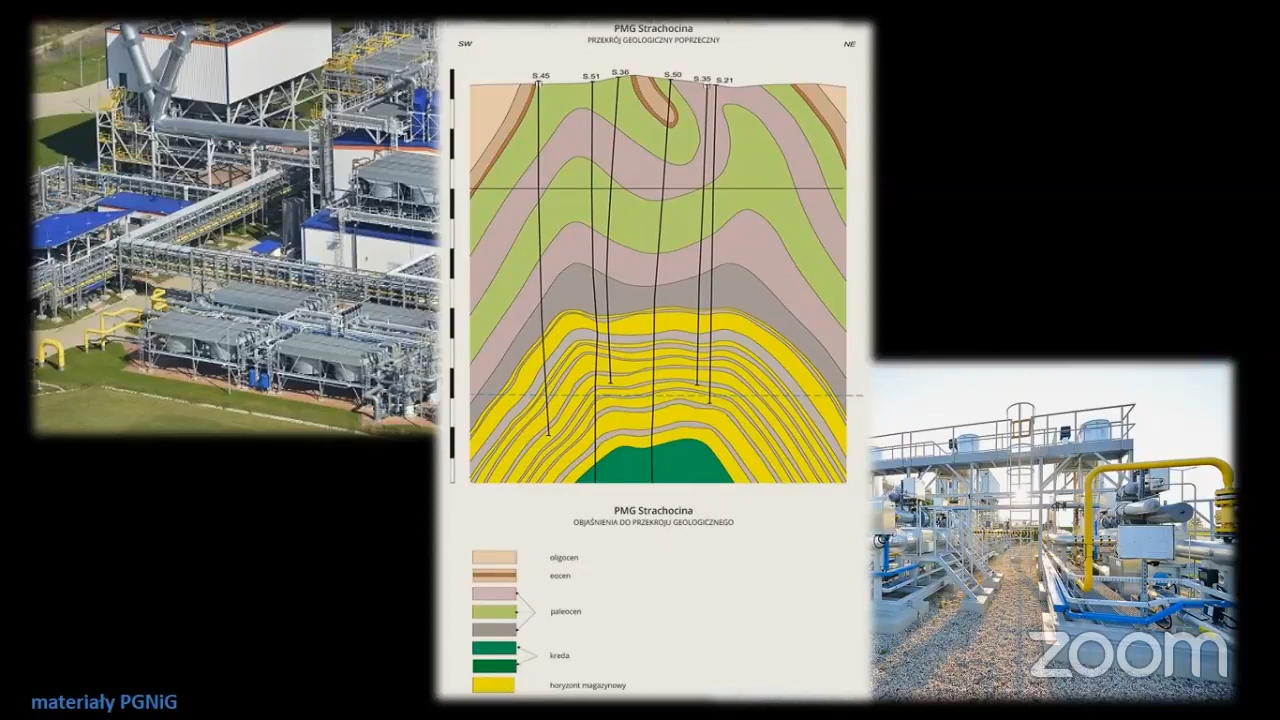 PMG Strachocina
PRZEKRÓJ GEOLOGICZNY POPRZECZNY
SW
NE
S.45
S.51
S.36
S.50
S.35
S.21
PMG Strachocina
OBJAŚNIENIA DO PRZEKROJU GEOLOGICZNEGO
oligocen
eocen
paleocen
kreda
horyzont magazynowy
zoom
materiały PGNiG